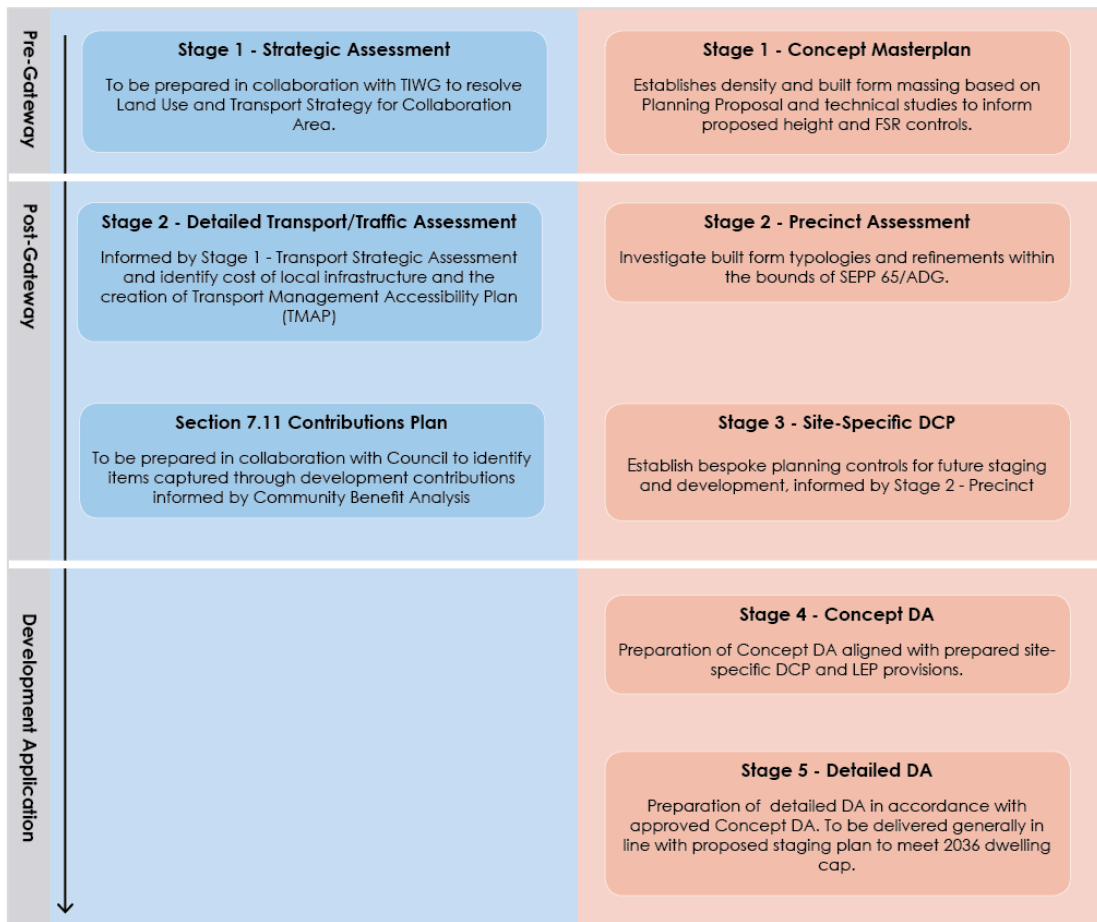 Pre-Gateway
Stage 1 - Strategic Assessment
To be prepared in collaboration with TIWG to resolve
Land Use and Transport Strategy for Collaboration
Area.
Stage 1 - Concept Masterplan
Establishes density and built form massing based on
Planning Proposal and technical studies to inform
proposed height and FSR controls.
Post-Gateway
Stage 2 - Detailed Transport/Traffic Assessment
Informed by Stage 1 - Transport Strategic Assessment
and identify cost of local infrastructure and the
creation of Transport Management Accessibility Plan
(TMAP)
Stage 2 - Precinct Assessment
Investigate built form typologies and refinements within
the bounds of SEPP 65/ADG.
Section 7.11 Contributions Plan
To be prepared in collaboration with Council to identify
items captured through development contributions
informed by Community Benefit Analysis
Stage 3 - Site-Specific DCP
Establish bespoke planning controls for future staging
and development, informed by Stage 2 - Precinct
Development Application
Stage 4 - Concept DA
Preparation of Concept DA aligned with prepared site-
specific DCP and LEP provisions.
Stage 5 - Detailed DA
Preparation of detailed DA in accordance with
approved Concept DA. To be delivered generally in
line with proposed staging plan to meet 2036 dwelling
cap.